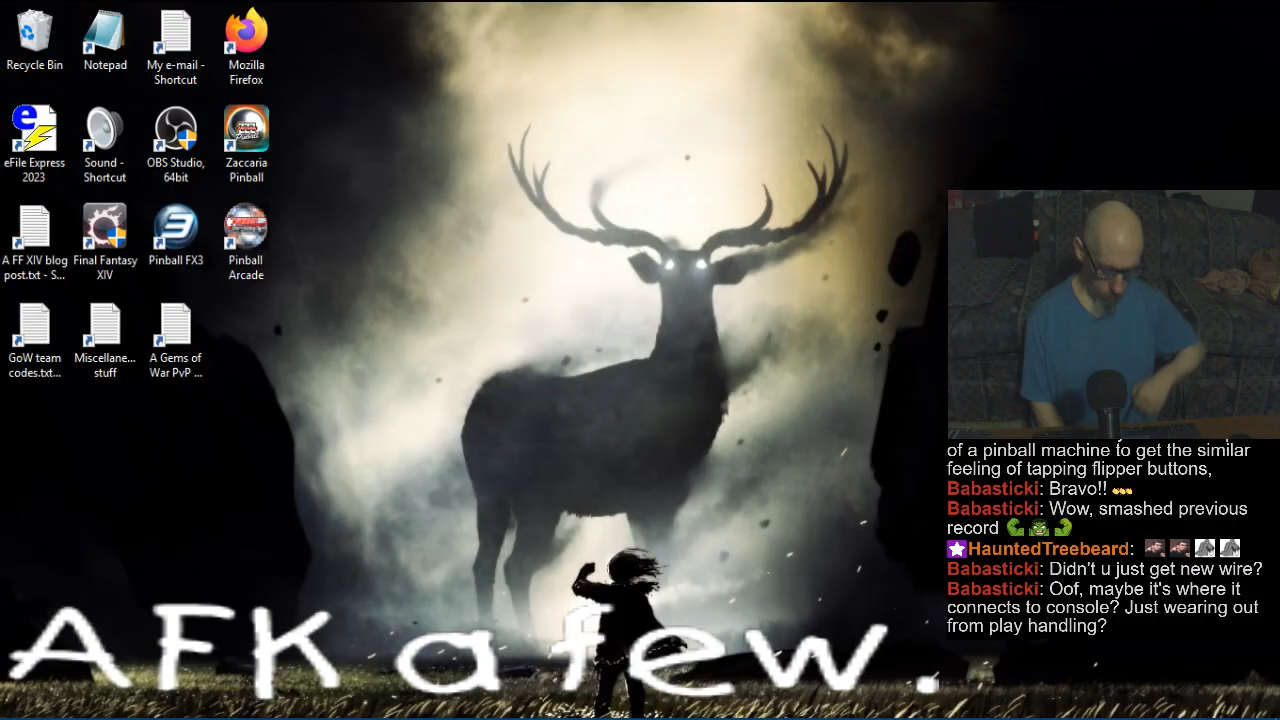 Recycle Bin
Notepad
My e-mail -
Shortcut
Mozilla
Firefox
eFile Express
2023
Sound -
Shortcut
OBS Studio,
64bit
Zaccaria
Pinball
A FF XIV blog
post.txt - S...
Final Fantasy
XIV
Pinball FX3
Pinball
Arcade
GoW team
codes.txt...
Miscellane...
stuff
A Gems of
War PvP ...
of a pinball machine to get the similar
feeling of tapping flipper buttons,
Babasticki: Bravo!!
Babasticki: Wow, smashed previous
record
HauntedTreebeard:
Babasticki: Didn't u just get new wire?
Babasticki: Oof, maybe it's where it
connects to console? Just wearing out
from play handling?
AFK a few.